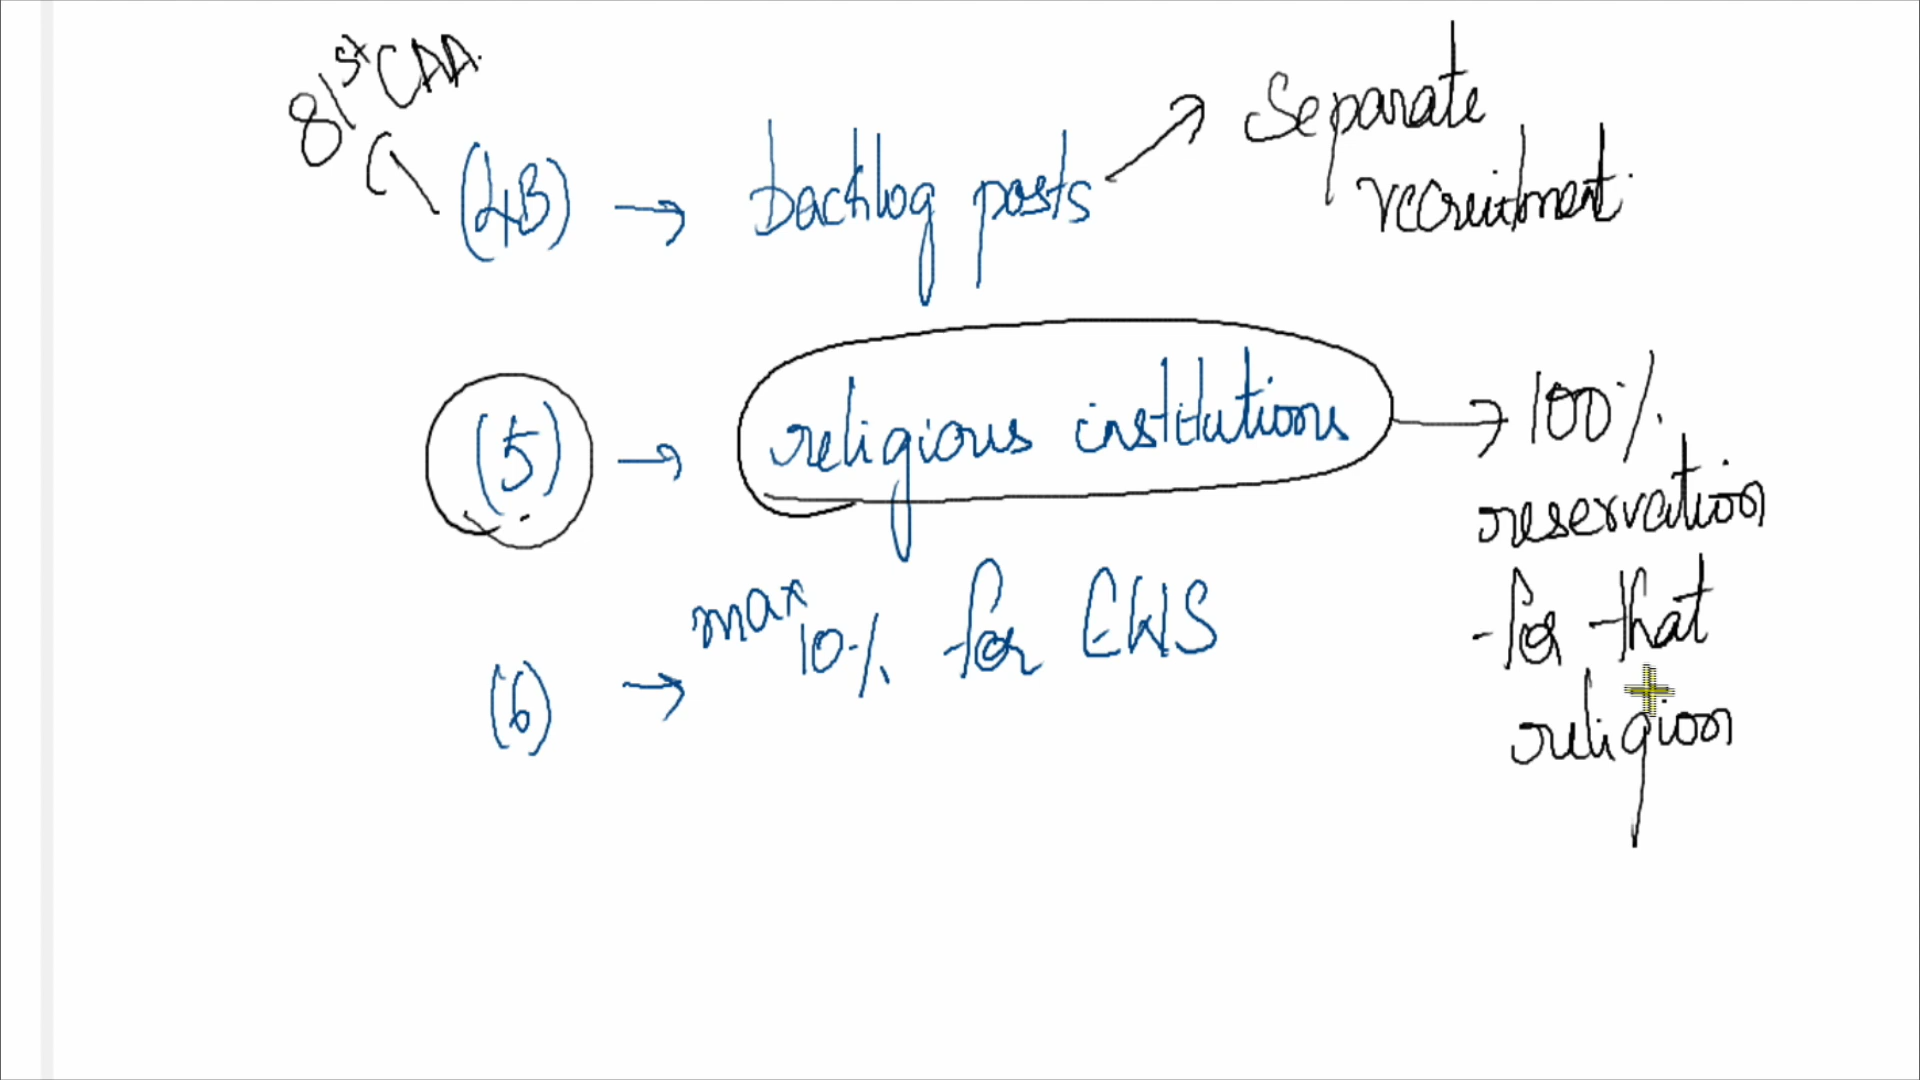 81st CAA.
(4B) → backlog posts → Separate
recruitment.
(5) → religious institutions → 100%.
reservation
for that
religion
(6) → max 10% for EWS